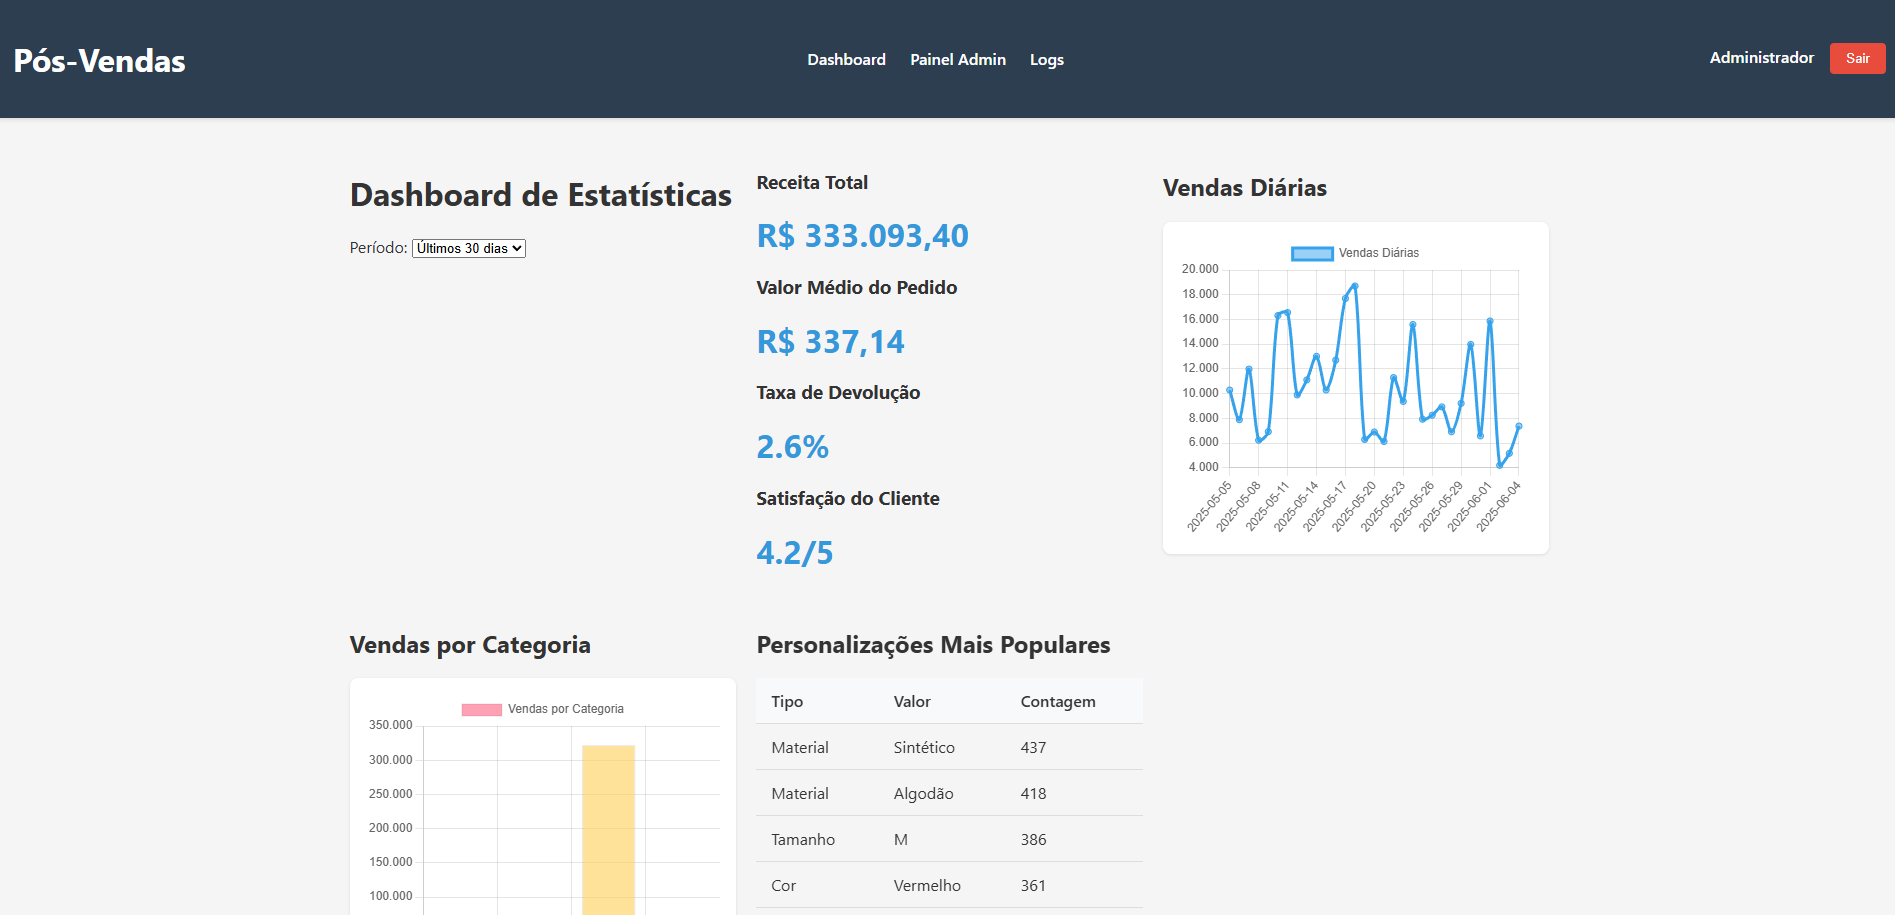 Pós-Vendas
Dashboard Painel Admin Logs
Administrador Sair
Dashboard de Estatísticas
Período: Últimos 30 dias
Receita Total
R$ 333.093,40
Valor Médio do Pedido
R$ 337,14
Taxa de Devolução
2.6%
Satisfação do Cliente
4.2/5
Vendas Diárias
Vendas Diárias
20.000
18.000
16.000
14.000
12.000
10.000
8.000
6.000
4.000
2025-05-05
2025-05-08
2025-05-11
2025-05-14
2025-05-17
2025-05-20
2025-05-23
2025-05-26
2025-05-29
2025-06-01
2025-06-04
Vendas por Categoria
Vendas por Categoria
350.000
300.000
250.000
200.000
150.000
100.000
Personalizações Mais Populares
Tipo Valor Contagem
Material Sintético 437
Material Algodão 418
Tamanho M 386
Cor Vermelho 361